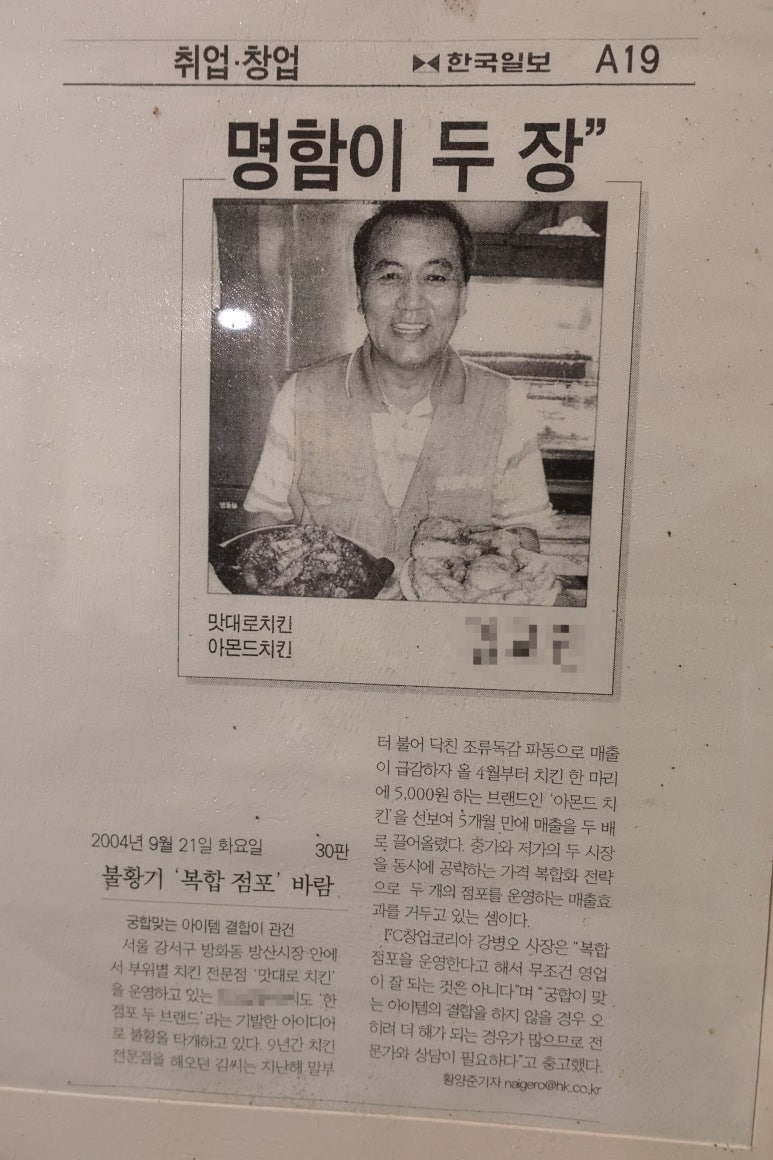 취업·창업
한국일보
A19
명함이 두 장”
맛대로치킨
아몬드치킨
2004년 9월 21일 화요일
30판
불황기 ‘복합 점포’ 바람
궁합맞는 아이템 결합이 관건
서울 강서구 방화동 방신시장 안에
서 부위별 치킨 전문점 ‘맛대로 치킨’
을 운영하고 있는 씨도 ‘한
점포 두 브랜드’라는 기발한 아이디어
로 불황을 타개하고 있다. 9년간 치킨
전문점을 해오던 김씨는 지난해 말부
터 불어 닥친 조류독감 파동으로 매출
이 급감하자 올 4월부터 치킨 한 마리
에 5,000원 하는 브랜드인 ‘아몬드 치
킨’을 선보여 5개월 만에 매출을 두 배
로 끌어올렸다. 중가와 저가의 두 시장
을 동시에 공략하는 가격 복합화 전략
으로 두 개의 점포를 운영하는 매출효
과를 거두고 있는 셈이다.
FC창업코리아 강병오 사장은 “복합
점포을 운영한다고 해서 무조건 영업
이 잘 되는 것은 아니다”며 “궁합이 맞
는 아이템의 결합을 하지 않을 경우 오
히려 더 해가 되는 경우가 많으므로 전
문가와 상담이 필요하다”고 충고했다.
황양준기자 naigero@hk.co.kr